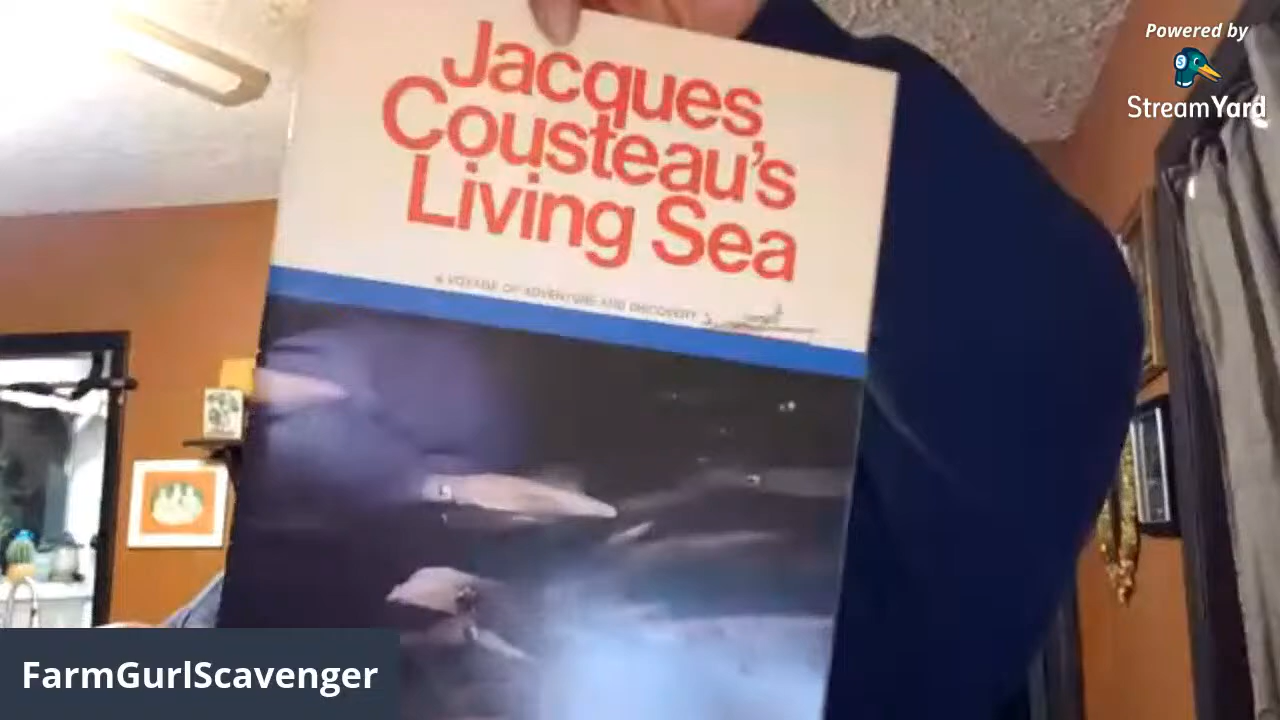 Powered by
StreamYard
Jacques
Cousteau's
Living Sea
A VOYAGE OF ADVENTURE AND DISCOVERY
FarmGurlScavenger